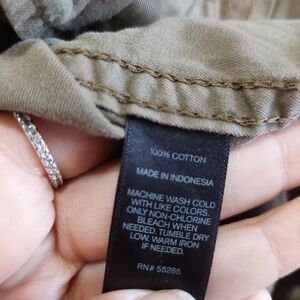 100% COTTON
MADE IN INDONESIA
MACHINE WASH COLD
WITH LIKE COLORS.
ONLY NON-CHLORINE
BLEACH WHEN
NEEDED. TUMBLE DRY
LOW. WARM IRON
IF NEEDED.
RN# 55285